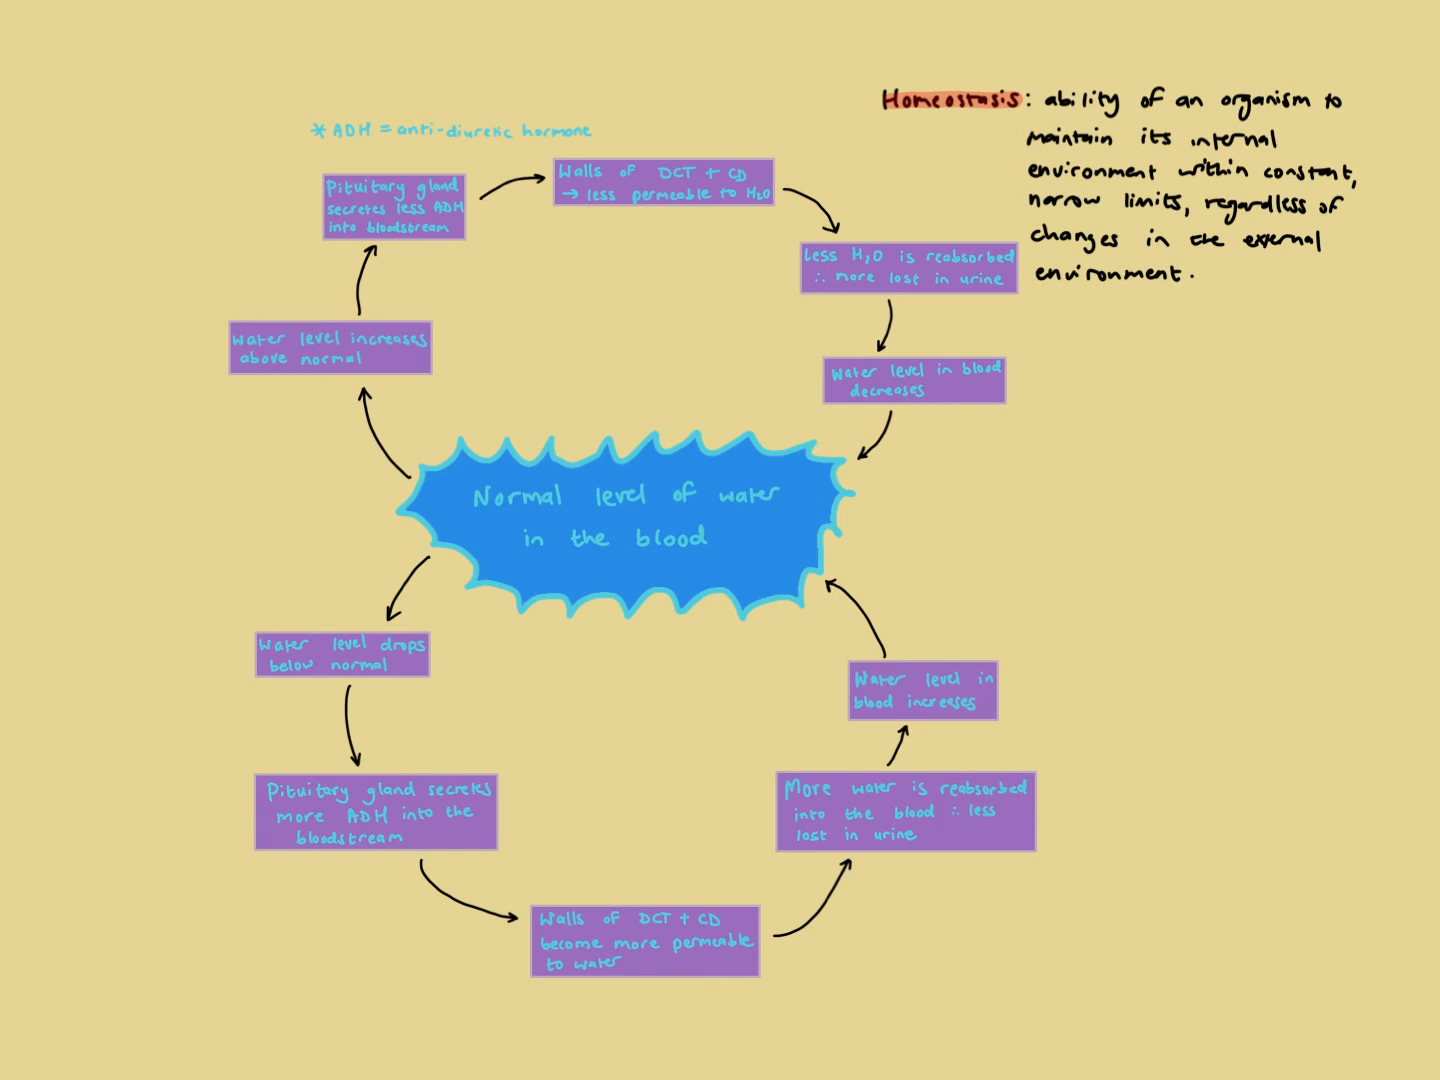 Homeostasis: ability of an organism to
maintain its internal
environment within constant,
narrow limits, regardless of
changes in the external
environment.
* ADH = anti-diuretic hormone
Pituitary gland
secretes less ADH
into bloodstream
Walls of DCT + CD
→ less permeable to H₂O
less H₂O is reabsorbed
∴ more lost in urine
Water level in blood
decreases
Water level increases
above normal
Normal level of water
in the blood
Water level drops
below normal
Pituitary gland secretes
more ADH into the
bloodstream
Walls of DCT + CD
become more permeable
to water
More water is reabsorbed
into the blood ∴ less
lost in urine
Water level in
blood increases